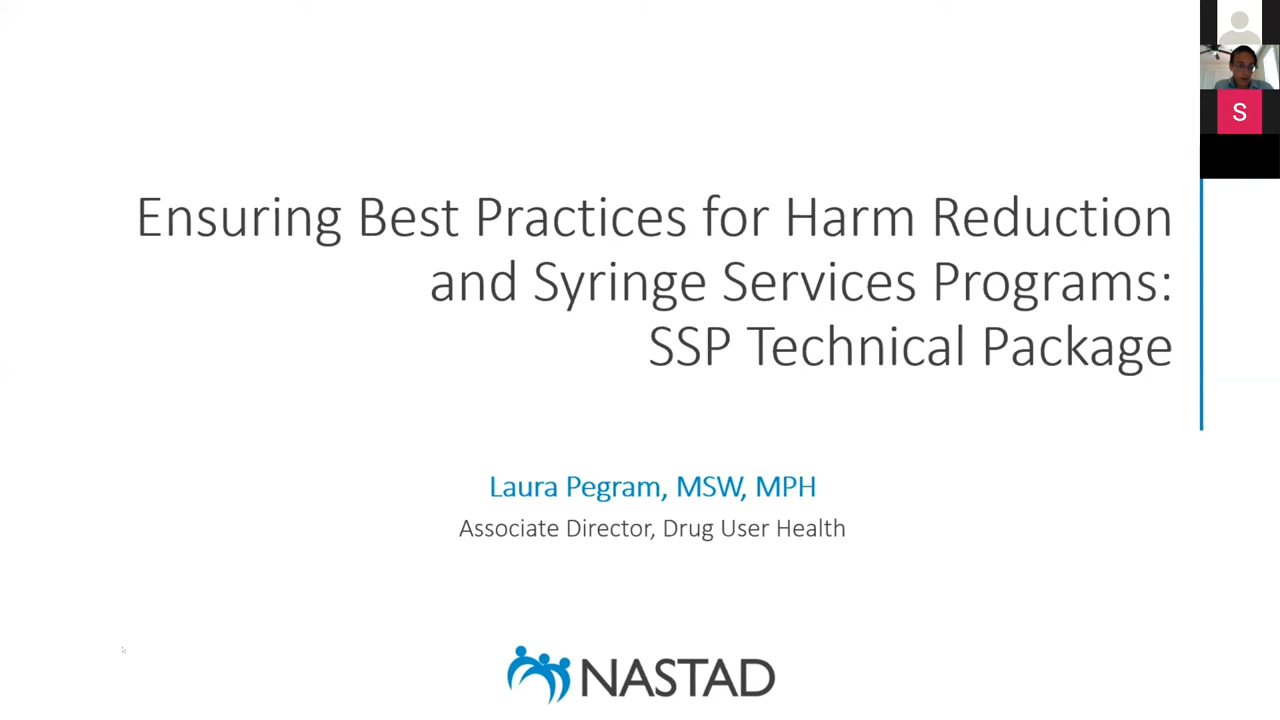 Ensuring Best Practices for Harm Reduction
and Syringe Services Programs:
SSP Technical Package
Laura Pegram, MSW, MPH
Associate Director, Drug User Health
NASTAD
S